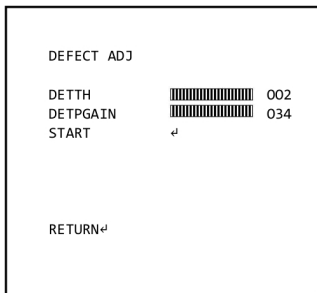 DEFECT ADJ
DETTH 002
DETPGAIN 034
START ↵
RETURN↵